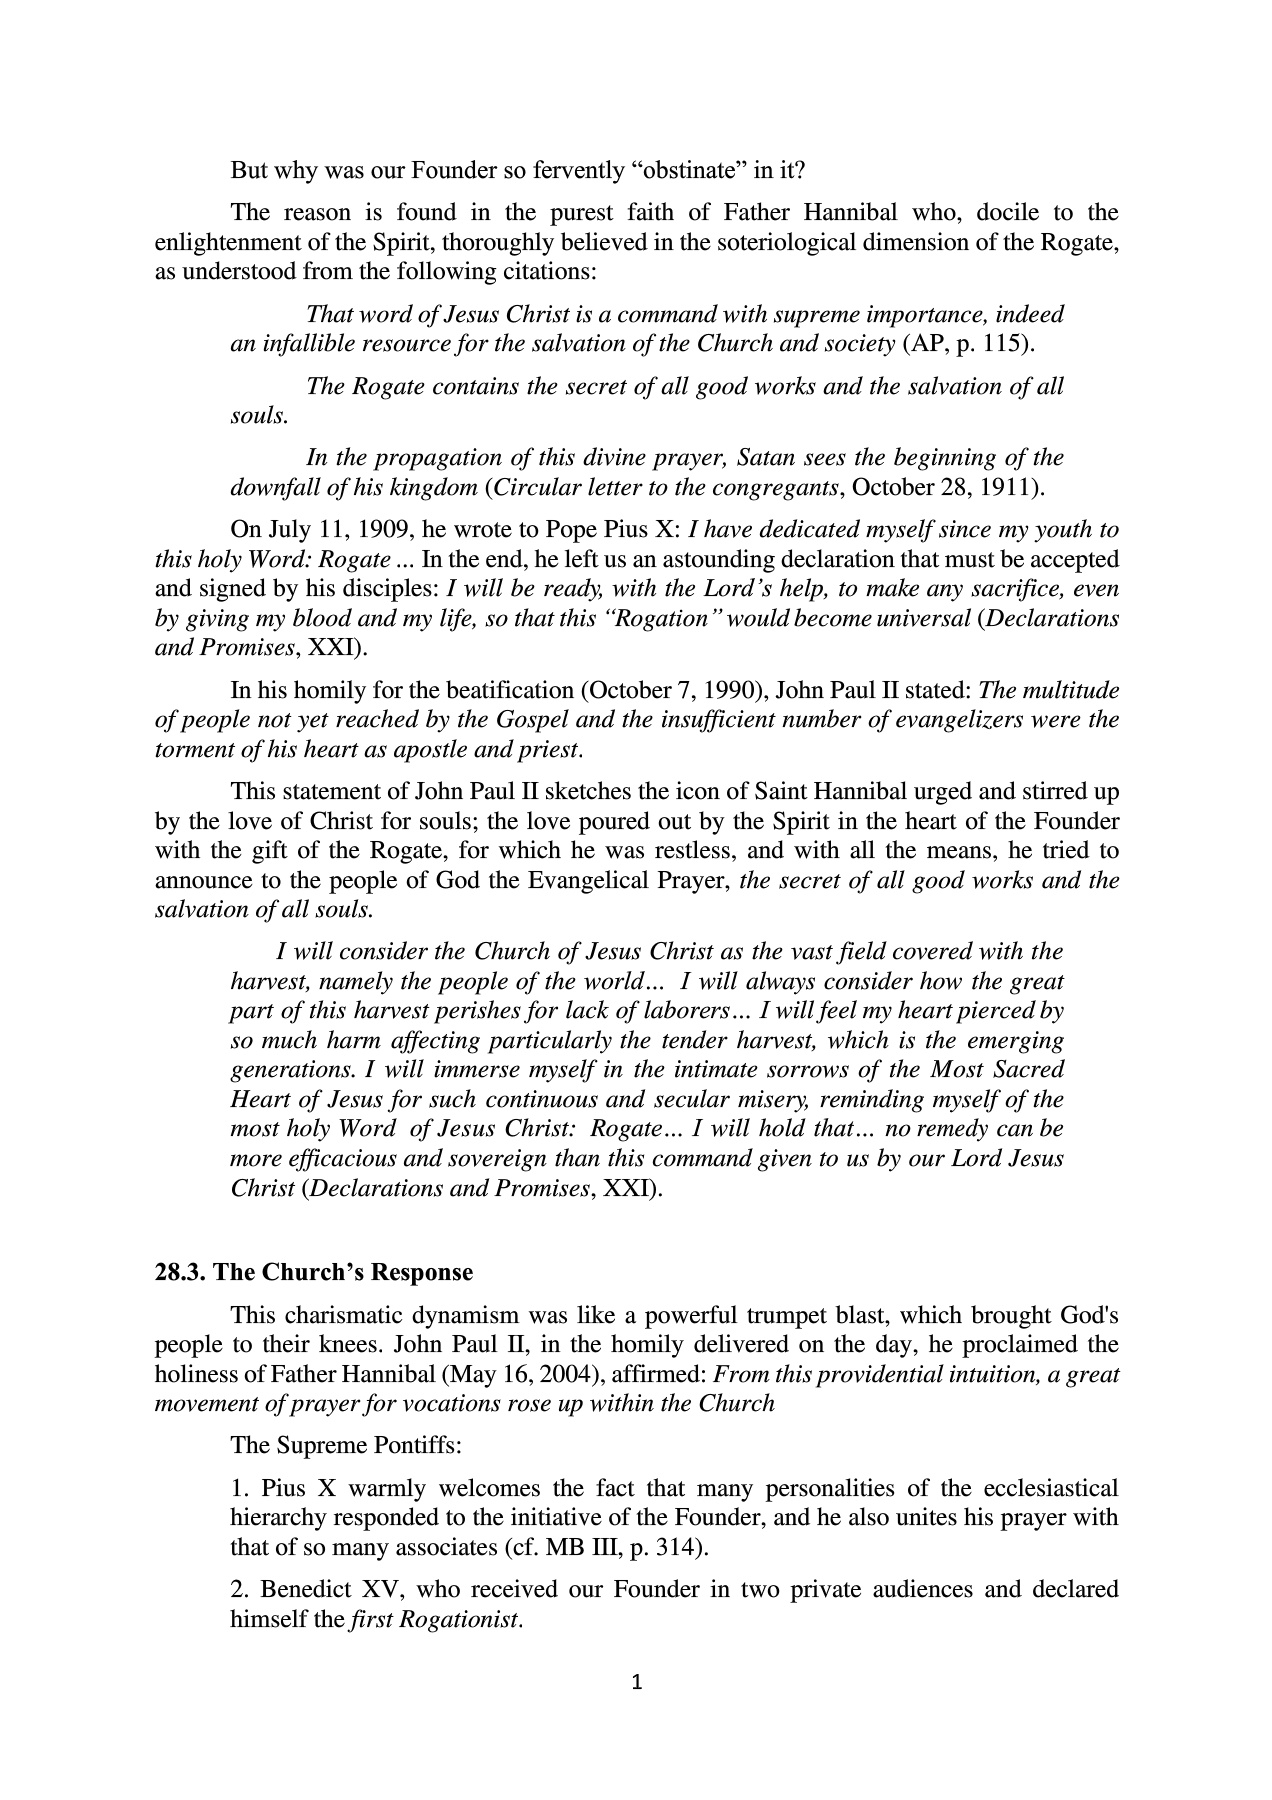 But why was our Founder so fervently “obstinate” in it?
The reason is found in the purest faith of Father Hannibal who, docile to the
enlightenment of the Spirit, thoroughly believed in the soteriological dimension of the Rogate,
as understood from the following citations:
That word of Jesus Christ is a command with supreme importance, indeed
an infallible resource for the salvation of the Church and society (AP, p. 115).
The Rogate contains the secret of all good works and the salvation of all
souls.
In the propagation of this divine prayer, Satan sees the beginning of the
downfall of his kingdom (Circular letter to the congregants, October 28, 1911).
On July 11, 1909, he wrote to Pope Pius X: I have dedicated myself since my youth to
this holy Word: Rogate ... In the end, he left us an astounding declaration that must be accepted
and signed by his disciples: I will be ready, with the Lord’s help, to make any sacrifice, even
by giving my blood and my life, so that this “Rogation” would become universal (Declarations
and Promises, XXI).
In his homily for the beatification (October 7, 1990), John Paul II stated: The multitude
of people not yet reached by the Gospel and the insufficient number of evangelizers were the
torment of his heart as apostle and priest.
This statement of John Paul II sketches the icon of Saint Hannibal urged and stirred up
by the love of Christ for souls; the love poured out by the Spirit in the heart of the Founder
with the gift of the Rogate, for which he was restless, and with all the means, he tried to
announce to the people of God the Evangelical Prayer, the secret of all good works and the
salvation of all souls.
I will consider the Church of Jesus Christ as the vast field covered with the
harvest, namely the people of the world… I will always consider how the great
part of this harvest perishes for lack of laborers… I will feel my heart pierced by
so much harm affecting particularly the tender harvest, which is the emerging
generations. I will immerse myself in the intimate sorrows of the Most Sacred
Heart of Jesus for such continuous and secular misery, reminding myself of the
most holy Word of Jesus Christ: Rogate… I will hold that… no remedy can be
more efficacious and sovereign than this command given to us by our Lord Jesus
Christ (Declarations and Promises, XXI).
28.3. The Church’s Response
This charismatic dynamism was like a powerful trumpet blast, which brought God's
people to their knees. John Paul II, in the homily delivered on the day, he proclaimed the
holiness of Father Hannibal (May 16, 2004), affirmed: From this providential intuition, a great
movement of prayer for vocations rose up within the Church
The Supreme Pontiffs:
1. Pius X warmly welcomes the fact that many personalities of the ecclesiastical
hierarchy responded to the initiative of the Founder, and he also unites his prayer with
that of so many associates (cf. MB III, p. 314).
2. Benedict XV, who received our Founder in two private audiences and declared
himself the first Rogationist.
1